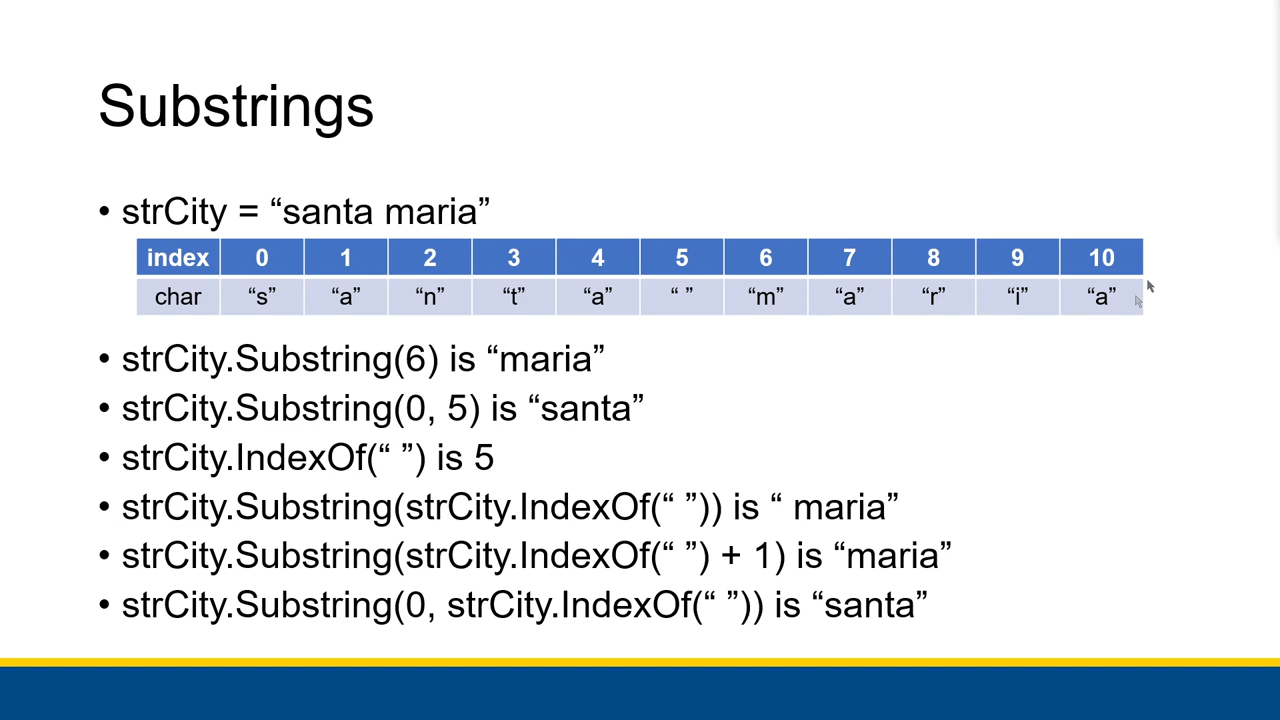 Substrings
• strCity = “santa maria”
index 0 1 2 3 4 5 6 7 8 9 10
char “s” “a” “n” “t” “a” “ ” “m” “a” “r” “i” “a”
• strCity.Substring(6) is “maria”
• strCity.Substring(0, 5) is “santa”
• strCity.IndexOf(“ ”) is 5
• strCity.Substring(strCity.IndexOf(“ ”)) is “ maria”
• strCity.Substring(strCity.IndexOf(“ ”) + 1) is “maria”
• strCity.Substring(0, strCity.IndexOf(“ ”)) is “santa”